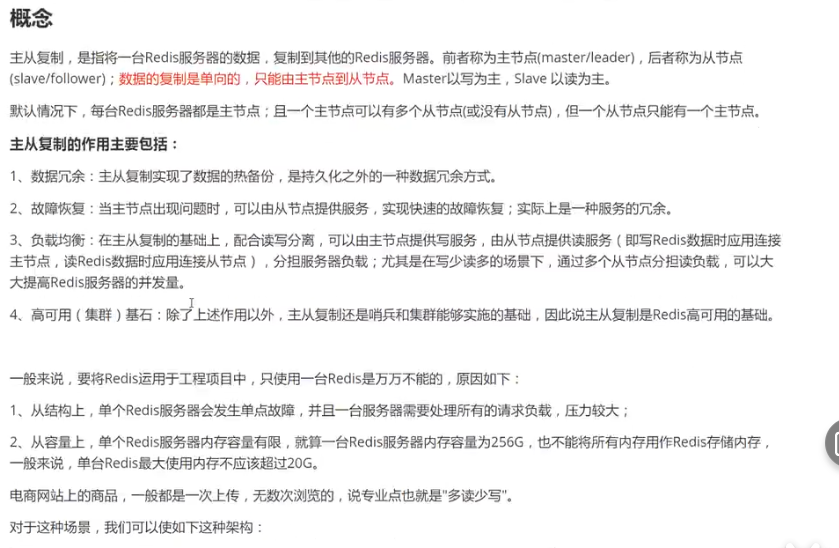 概念
主从复制，是指将一台Redis服务器的数据，复制到其他的Redis服务器。前者称为主节点(master/leader)，后者称为从节点
(slave/follower)；数据的复制是单向的，只能由主节点到从节点。Master以写为主，Slave 以读为主。
默认情况下，每台Redis服务器都是主节点；且一个主节点可以有多个从节点(或没有从节点)，但一个从节点只能有一个主节点。
主从复制的作用主要包括：
1、数据冗余：主从复制实现了数据的热备份，是持久化之外的一种数据冗余方式。
2、故障恢复：当主节点出现问题时，可以由从节点提供服务，实现快速的故障恢复；实际上是一种服务的冗余。
3、负载均衡：在主从复制的基础上，配合读写分离，可以由主节点提供写服务，由从节点提供读服务（即写Redis数据时应用连接
主节点，读Redis数据时应用连接从节点），分担服务器负载；尤其是在写少读多的场景下，通过多个从节点分担读负载，可以大
大提高Redis服务器的并发量。
4、高可用（集群）基石：除了上述作用以外，主从复制还是哨兵和集群能够实施的基础，因此说主从复制是Redis高可用的基础。
一般来说，要将Redis运用于工程项目中，只使用一台Redis是万万不能的，原因如下：
1、从结构上，单个Redis服务器会发生单点故障，并且一台服务器需要处理所有的请求负载，压力较大；
2、从容量上，单个Redis服务器内存容量有限，就算一台Redis服务器内存容量为256G，也不能将所有内存用作Redis存储内存，
一般来说，单台Redis最大使用内存不应该超过20G。
电商网站上的商品，一般都是一次上传，无数次浏览的，说专业点也就是"多读少写"。
对于这种场景，我们可以使如下这种架构：